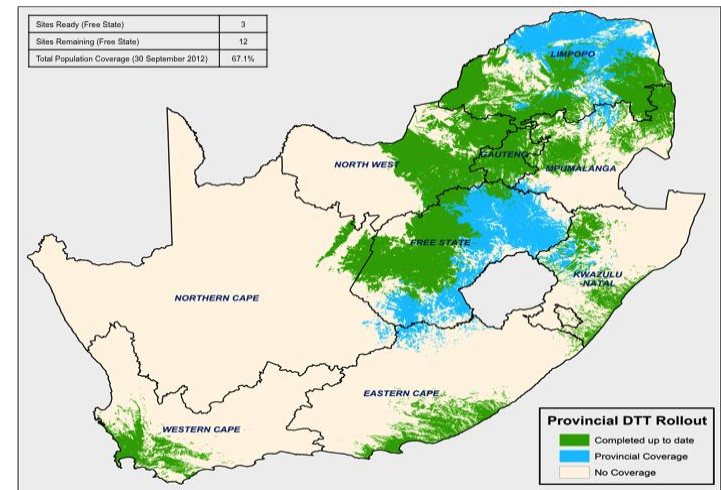 Sites Ready (Free State) 3
Sites Remaining (Free State) 12
Total Population Coverage (30 September 2012) 67.1%
LIMPOPO
NORTH WEST
GAUTENG
MPUMALANGA
FREE STATE
KWAZULU
-NATAL
NORTHERN CAPE
EASTERN CAPE
WESTERN CAPE
Provincial DTT Rollout
Completed up to date
Provincial Coverage
No Coverage